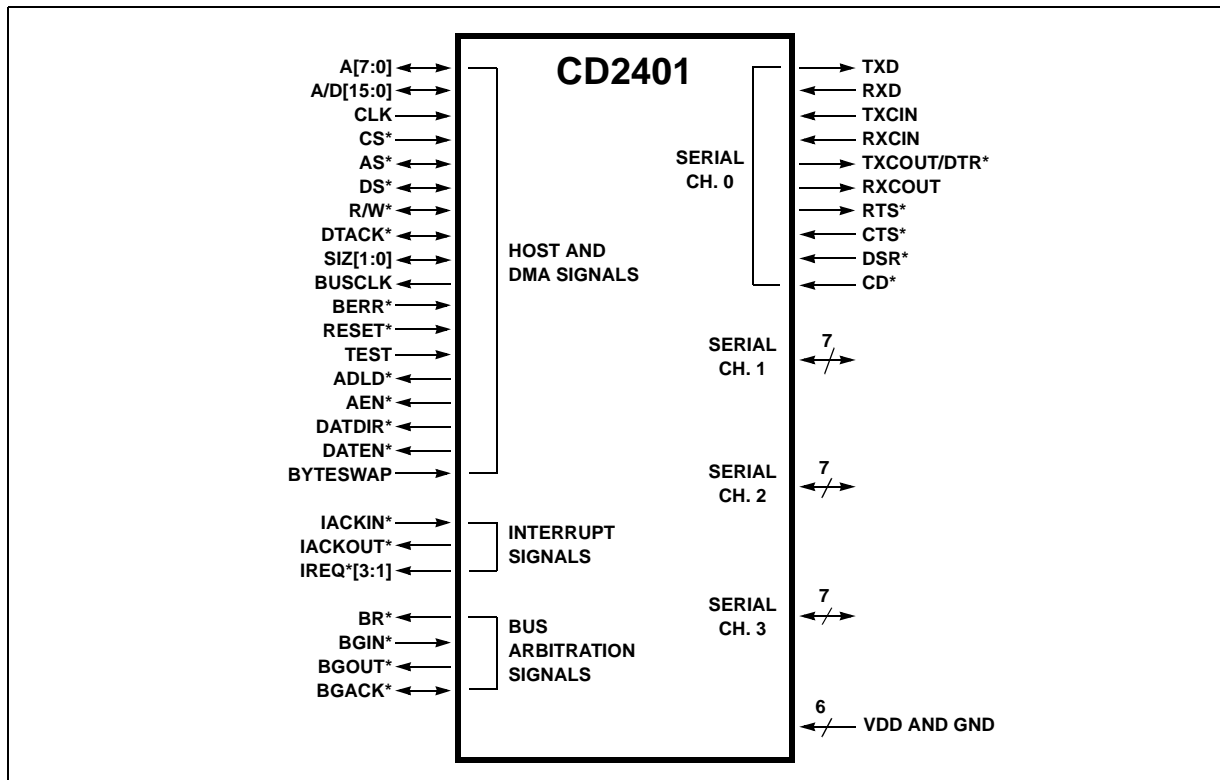 CD2401
A[7:0]
A/D[15:0]
CLK
CS*
AS*
DS*
R/W*
DTACK*
SIZ[1:0]
BUSCLK
BERR*
RESET*
TEST
ADLD*
AEN*
DATDIR*
DATEN*
BYTESWAP
HOST AND
DMA SIGNALS
IACKIN*
IACKOUT*
IREQ*[3:1]
INTERRUPT
SIGNALS
BR*
BGIN*
BGOUT*
BGACK*
BUS
ARBITRATION
SIGNALS
SERIAL
CH. 0
TXD
RXD
TXCIN
RXCIN
TXCOUT/DTR*
RXCOUT
RTS*
CTS*
DSR*
CD*
SERIAL
CH. 1
7
SERIAL
CH. 2
7
SERIAL
CH. 3
7
6
VDD AND GND